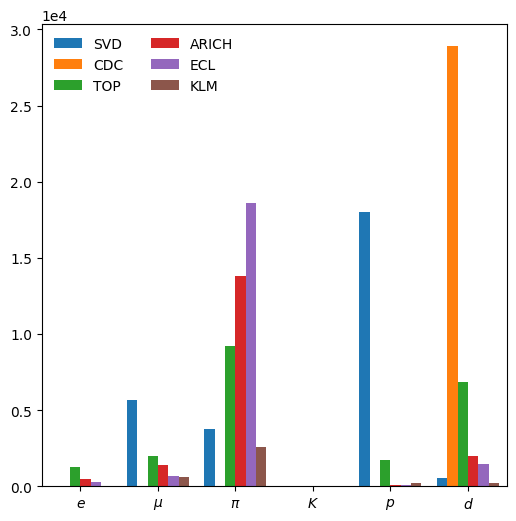 1e4
3.0
2.5
2.0
1.5
1.0
0.5
0.0
SVD
CDC
TOP
ARICH
ECL
KLM
e μ π K p d